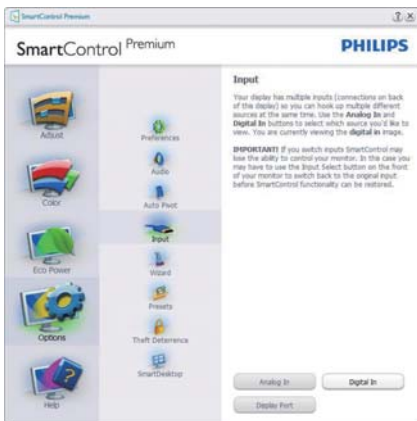 SmartControl Premium
SmartControl Premium
PHILIPS
Adjust
Color
Eco Power
Options
Help
Preferences
Audio
Auto Pivot
Input
Wizard
Presets
Theft Deterrence
SmartDesktop
Input
Your display has multiple inputs (connections on back
of the display) so you can hook up multiple different
sources at the same time. Use the Analog In and
Digital In buttons to select which source you'd like to
view. You are currently viewing the digital in image.
IMPORTANT! If you switch inputs SmartControl may
lose the ability to control your monitor. In this case you
may have to use the Input Select button on the front
of your monitor to switch back to the original input
before SmartControl functionality can be restored.
Analog In
Digital In
Display Port